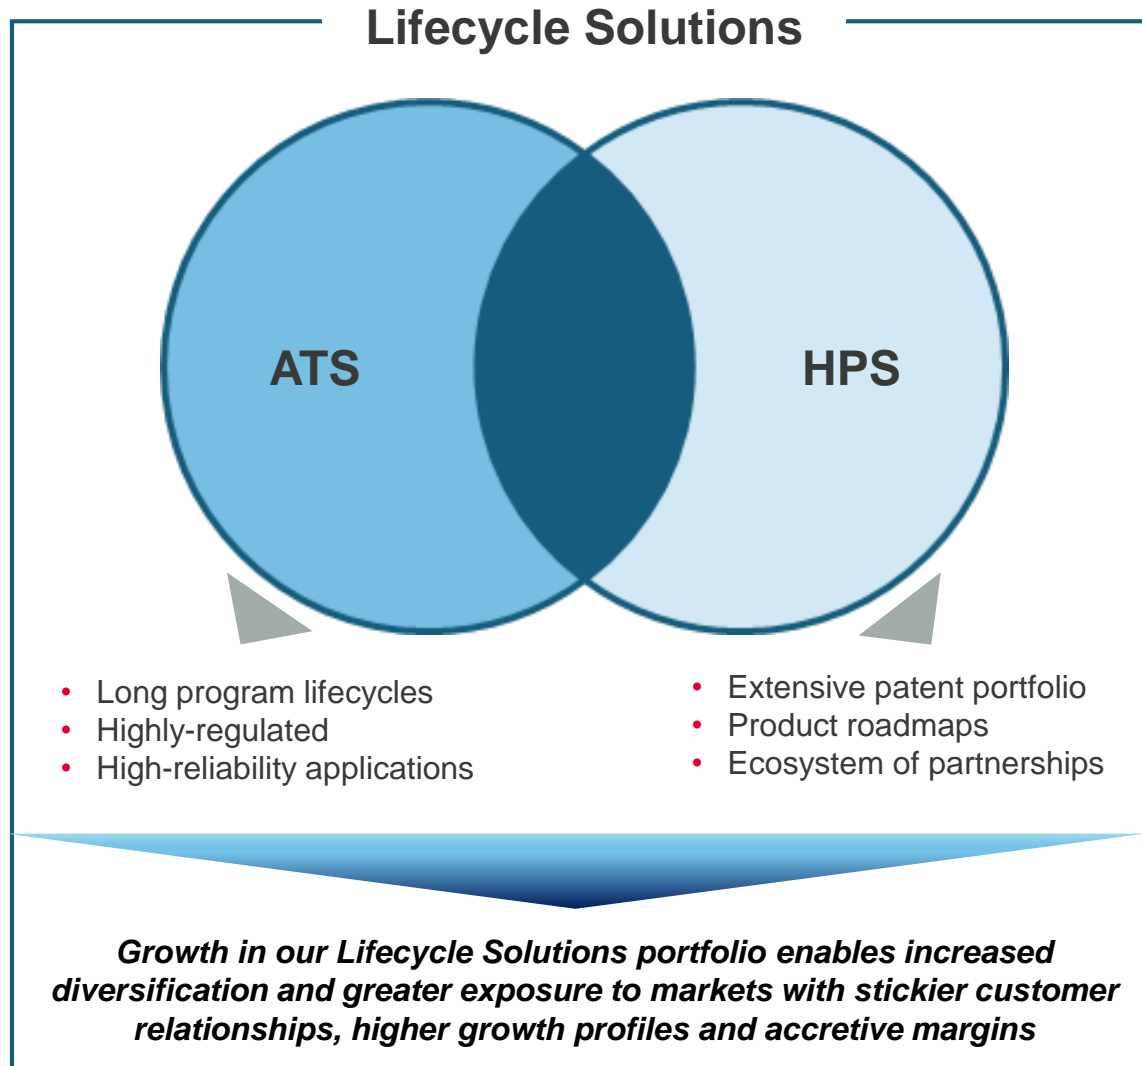 Lifecycle Solutions
ATS
HPS
• Long program lifecycles
• Highly-regulated
• High-reliability applications
• Extensive patent portfolio
• Product roadmaps
• Ecosystem of partnerships
Growth in our Lifecycle Solutions portfolio enables increased
diversification and greater exposure to markets with stickier customer
relationships, higher growth profiles and accretive margins